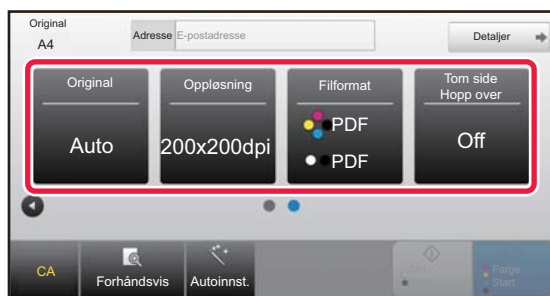 Original
A4
Adresse E-postadresse
Detaljer
Original
Auto
Oppløsning
200x200dpi
Filformat
PDF
PDF
Tom side
Hopp over
Off
CA
Forhåndsvis
Autoinnst.
Farge
Start